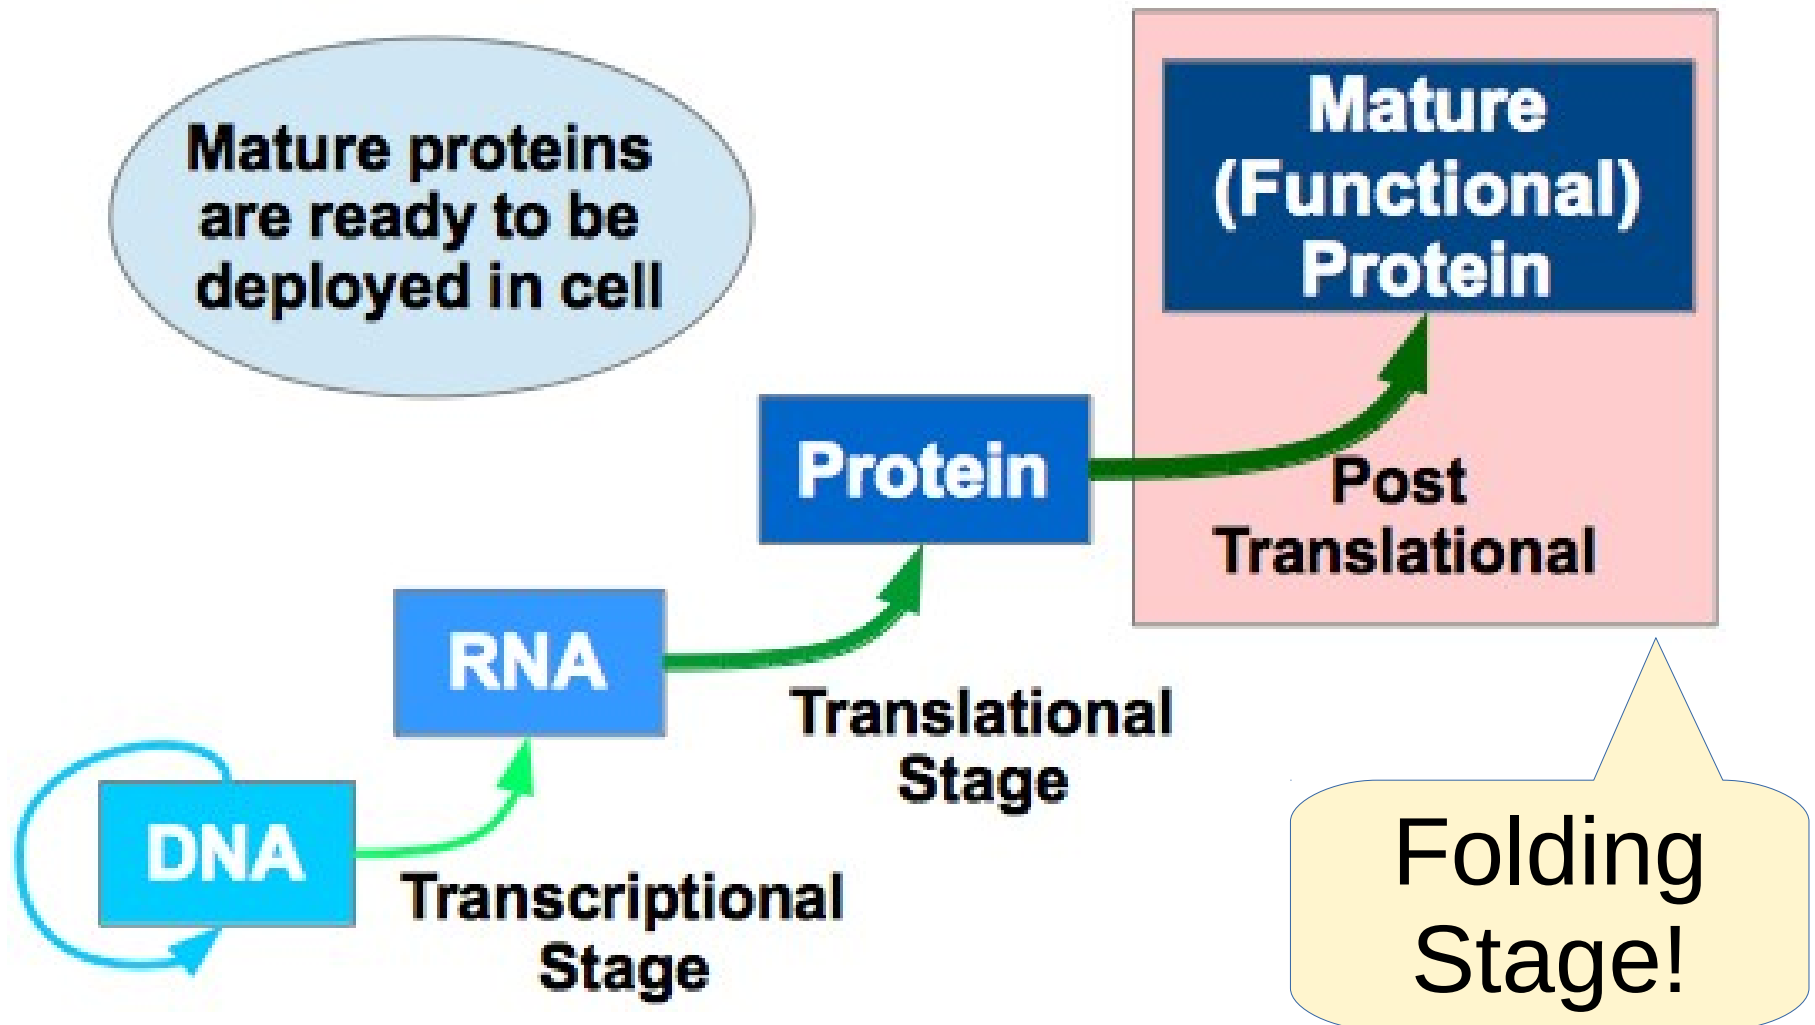 Mature proteins
are ready to be
deployed in cell
Mature
(Functional)
Protein
Protein
Post
Translational
RNA
Translational
Stage
DNA
Transcriptional
Stage
Folding
Stage!